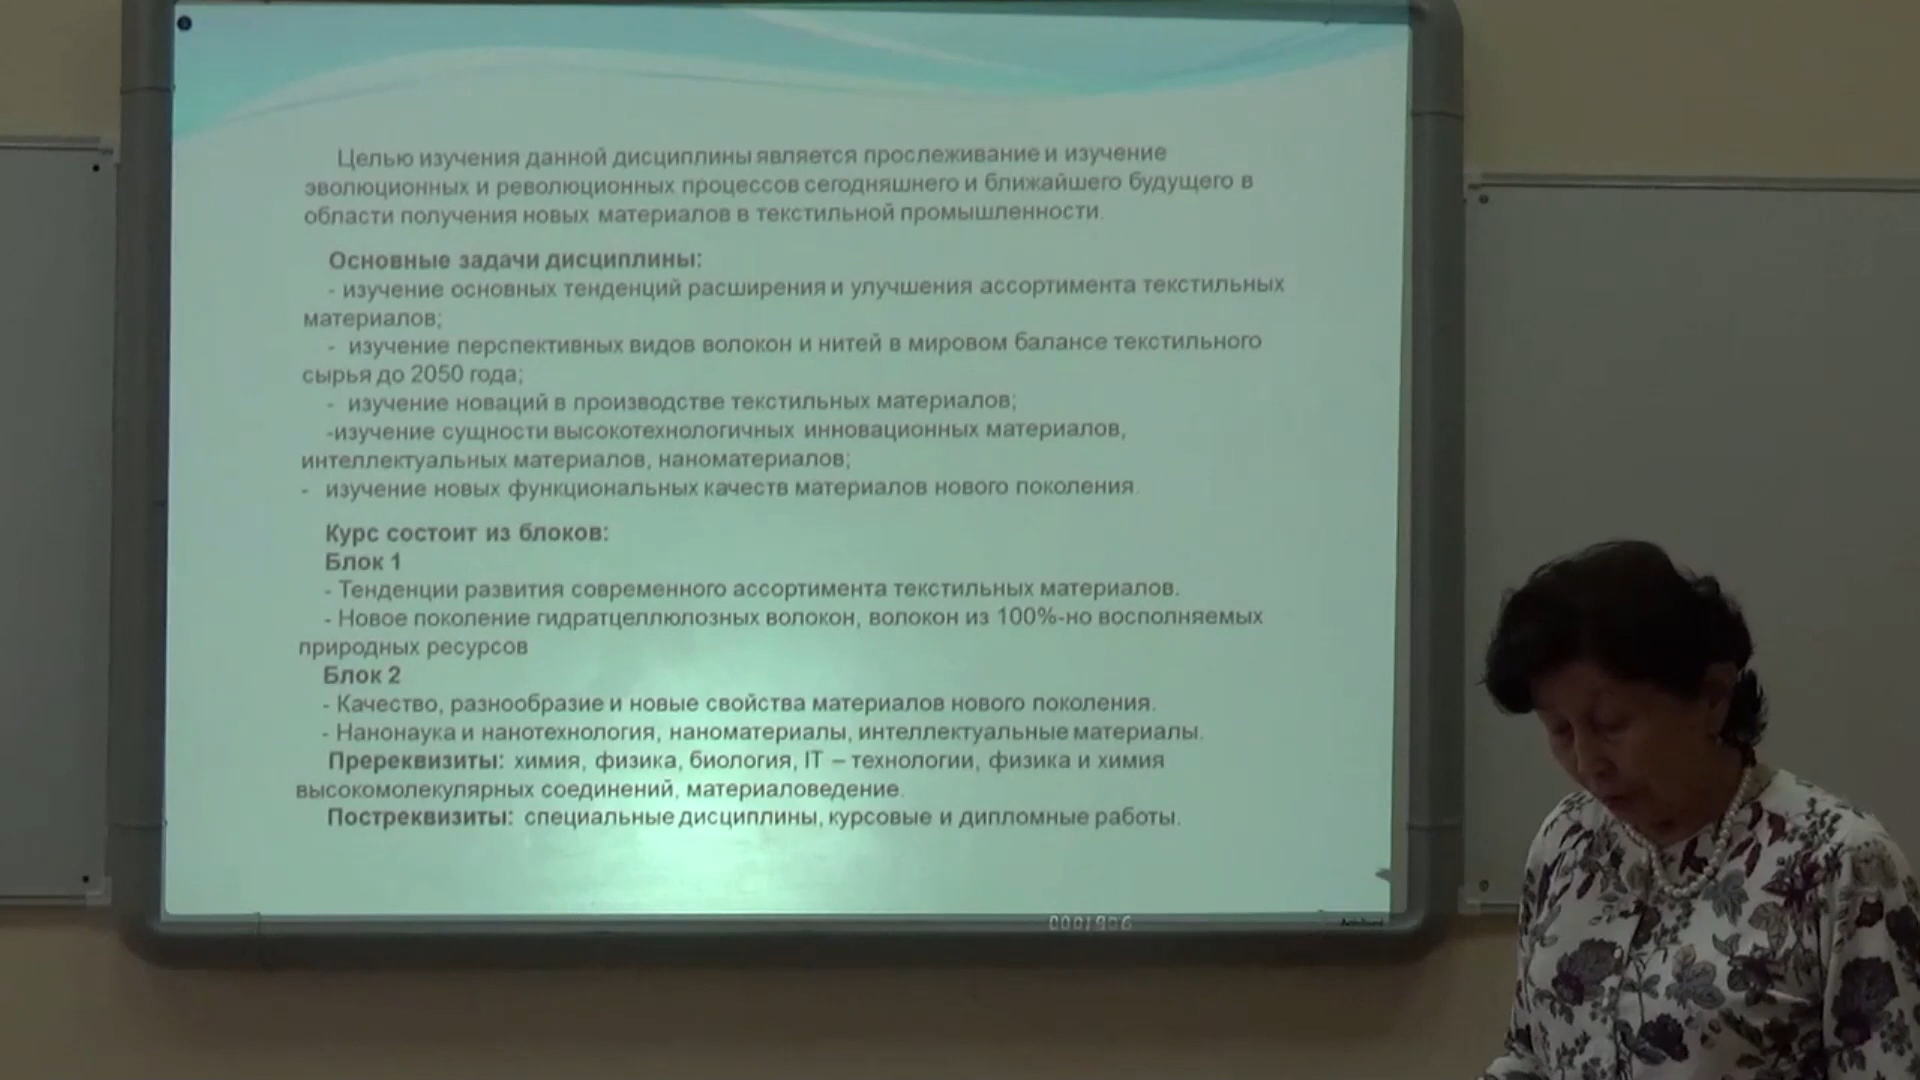 Целью изучения данной дисциплины является прослеживание и изучение
эволюционных и революционных процессов сегодняшнего и ближайшего будущего в
области получения новых материалов в текстильной промышленности.
Основные задачи дисциплины:
- изучение основных тенденций расширения и улучшения ассортимента текстильных
материалов;
- изучение перспективных видов волокон и нитей в мировом балансе текстильного
сырья до 2050 года;
- изучение новаций в производстве текстильных материалов;
-изучение сущности высокотехнологичных инновационных материалов,
интеллектуальных материалов, наноматериалов;
- изучение новых функциональных качеств материалов нового поколения.
Курс состоит из блоков:
Блок 1
- Тенденции развития современного ассортимента текстильных материалов.
- Новое поколение гидратцеллюлозных волокон, волокон из 100%-но восполняемых
природных ресурсов
Блок 2
- Качество, разнообразие и новые свойства материалов нового поколения.
- Нанонаука и нанотехнология, наноматериалы, интеллектуальные материалы.
Пререквизиты: химия, физика, биология, IT – технологии, физика и химия
высокомолекулярных соединений, материаловедение.
Постреквизиты: специальные дисциплины, курсовые и дипломные работы.